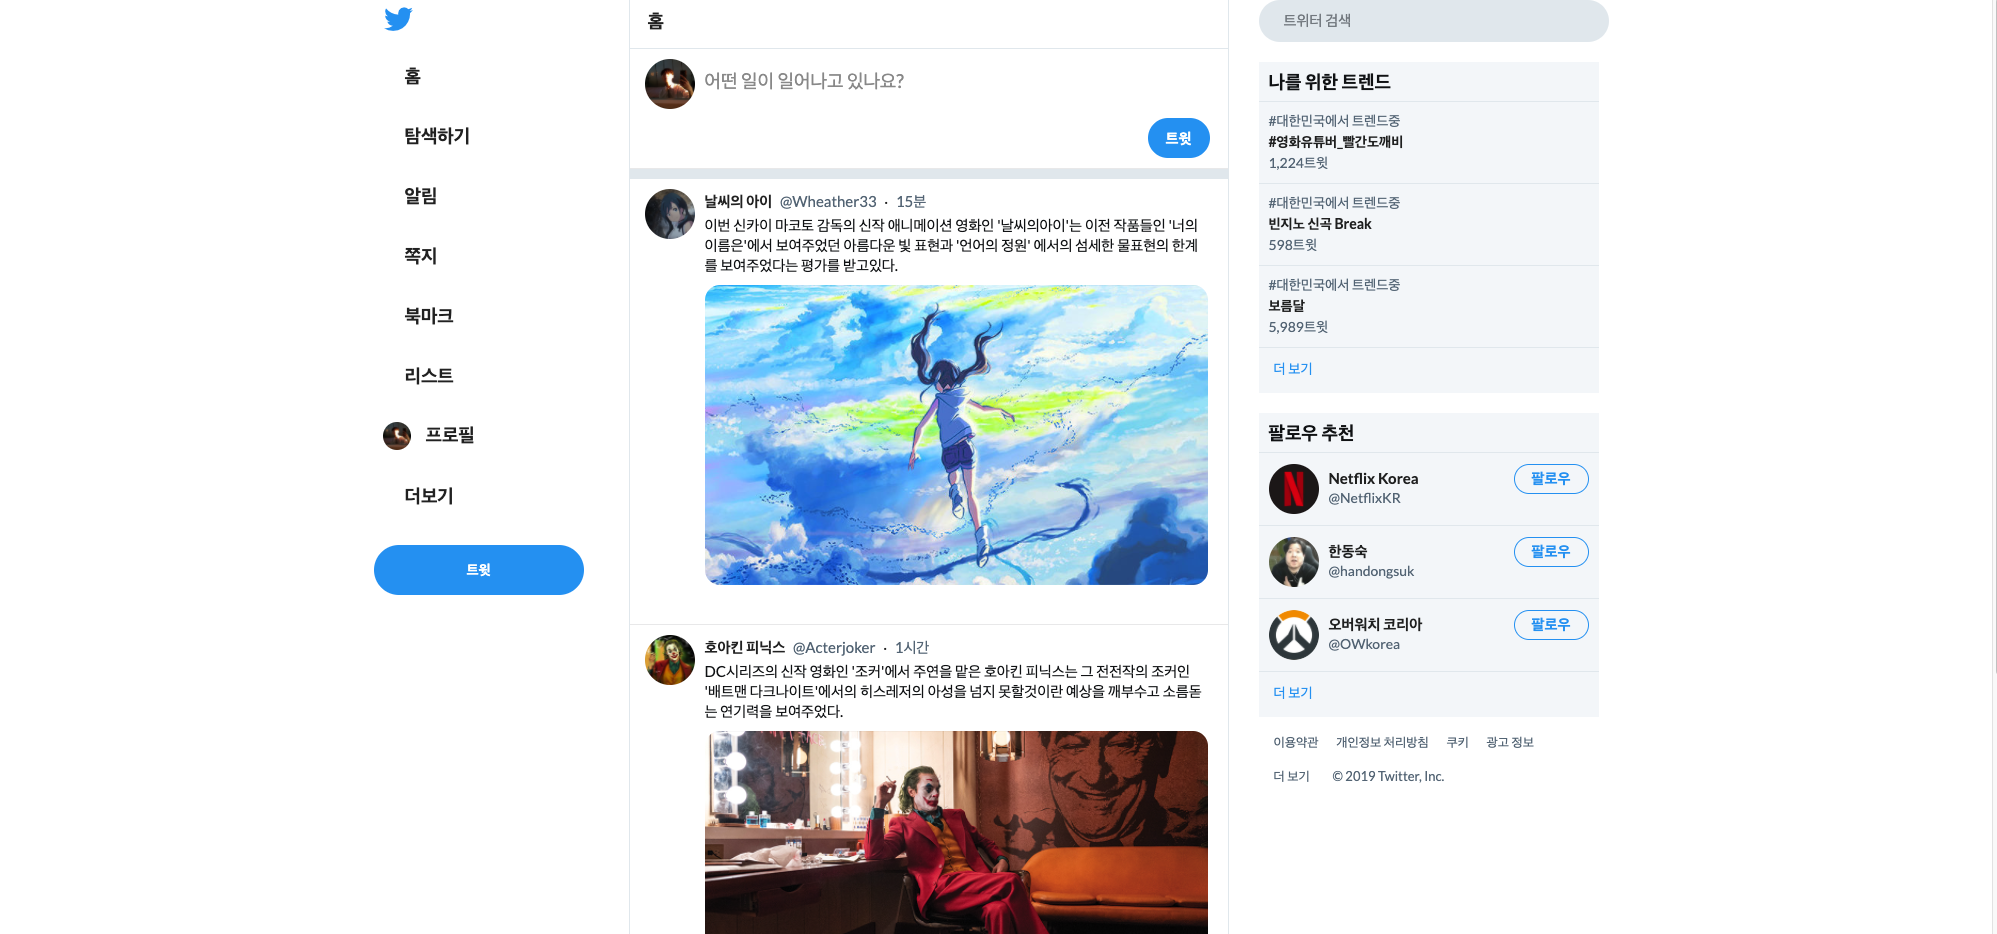 홈
탐색하기
알림
쪽지
북마크
리스트
프로필
더보기
트윗
홈
어떤 일이 일어나고 있나요?
트윗
날씨의 아이 @Wheather33 · 15분
이번 신카이 마코토 감독의 신작 애니메이션 영화인 '날씨의아이'는 이전 작품들인 '너의
이름은'에서 보여주었던 아름다운 빛 표현과 '언어의 정원' 에서의 섬세한 물표현의 한계
를 보여주었다는 평가를 받고있다.
호아킨 피닉스 @Acterjoker · 1시간
DC시리즈의 신작 영화인 '조커'에서 주연을 맡은 호아킨 피닉스는 그 전전작의 조커인
'배트맨 다크나이트'에서의 히스레저의 아성을 넘지 못할것이란 예상을 깨부수고 소름돋
는 연기력을 보여주었다.
트위터 검색
나를 위한 트렌드
#대한민국에서 트렌드중
#영화유튜버_빨간도깨비
1,224트윗
#대한민국에서 트렌드중
빈지노 신곡 Break
598트윗
#대한민국에서 트렌드중
보름달
5,989트윗
더 보기
팔로우 추천
Netflix Korea
@NetflixKR
팔로우
한동숙
@handongsuk
팔로우
오버워치 코리아
@OWkorea
팔로우
더 보기
이용약관 개인정보 처리방침 쿠키 광고 정보
더 보기 © 2019 Twitter, Inc.